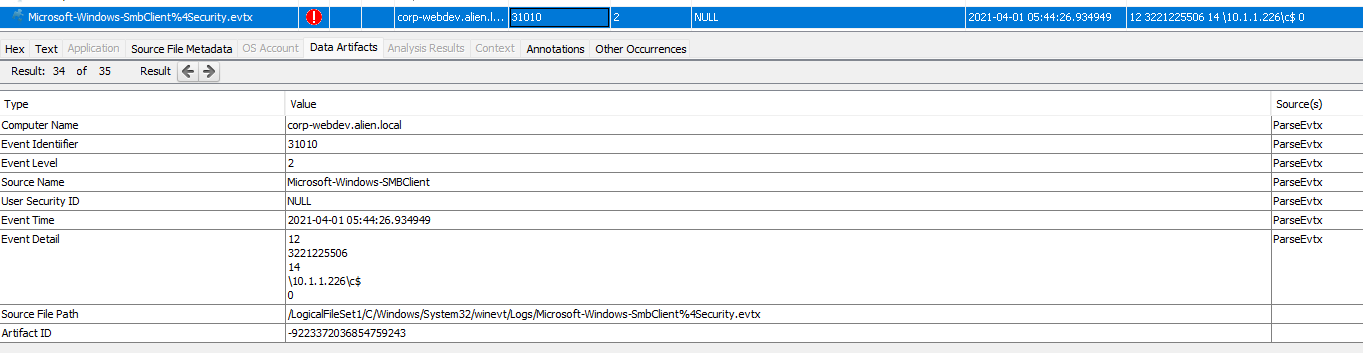 Microsoft-Windows-SmbClient%4Security.evtx corp-webdev.alien.l... 31010 2 NULL 2021-04-01 05:44:26.934949 12 3221225506 14 \10.1.1.226\c$ 0
Hex Text Application Source File Metadata OS Account Data Artifacts Analysis Results Context Annotations Other Occurrences
Result: 34 of 35 Result
Type Value Source(s)
Computer Name corp-webdev.alien.local ParseEvtx
Event Identiifier 31010 ParseEvtx
Event Level 2 ParseEvtx
Source Name Microsoft-Windows-SMBClient ParseEvtx
User Security ID NULL ParseEvtx
Event Time 2021-04-01 05:44:26.934949 ParseEvtx
Event Detail 12 ParseEvtx
3221225506
14
\10.1.1.226\c$
0
Source File Path /LogicalFileSet1/C/Windows/System32/winevt/Logs/Microsoft-Windows-SmbClient%4Security.evtx
Artifact ID -9223372036854759243